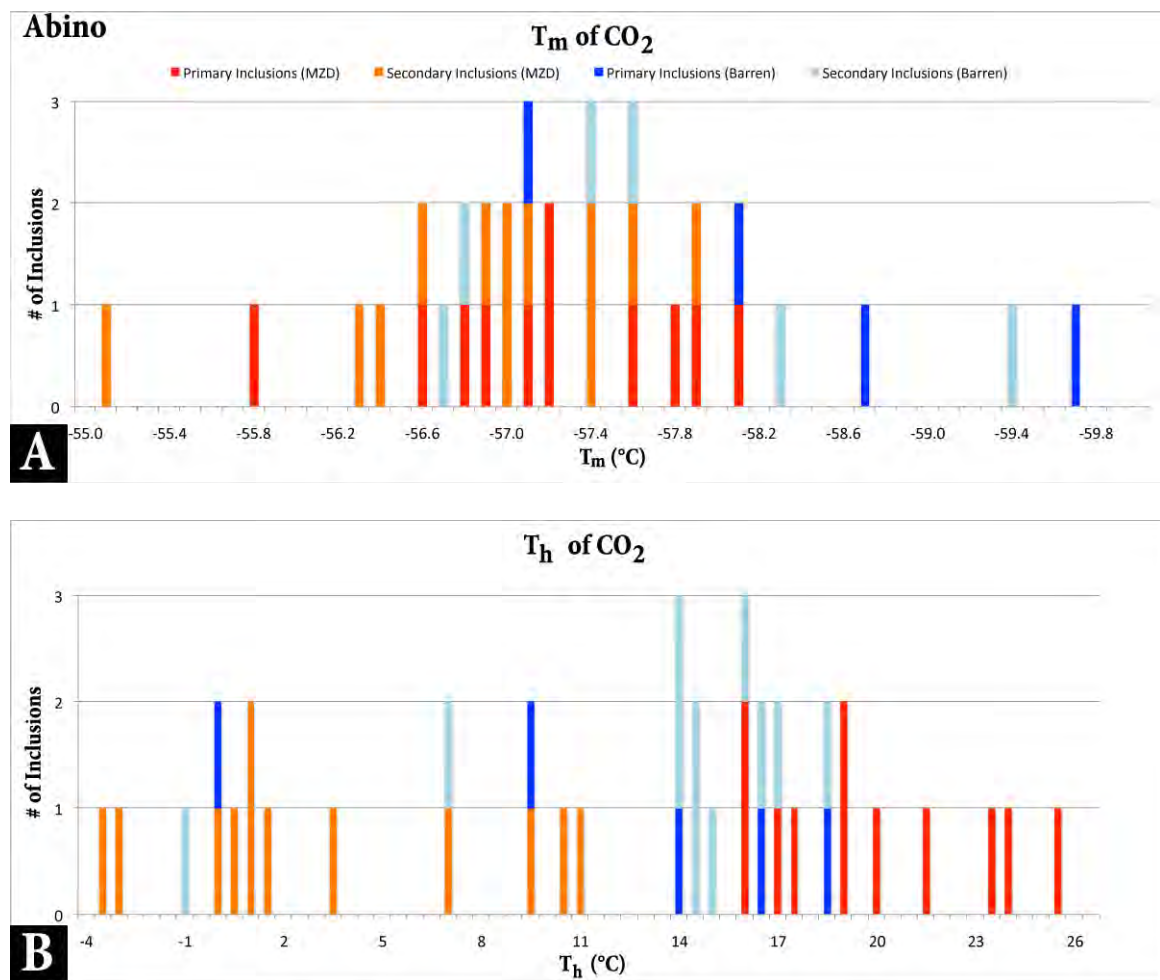 Abino
Tm of CO2
Primary Inclusions (MZD) Secondary Inclusions (MZD) Primary Inclusions (Barren) Secondary Inclusions (Barren)
# of Inclusions
3
2
1
0
-55.0 -55.4 -55.8 -56.2 -56.6 -57.0 -57.4 -57.8 -58.2 -58.6 -59.0 -59.4 -59.8
Tm (°C)
A
Th of CO2
# of Inclusions
3
2
1
0
-4 -1 2 5 8 11 14 17 20 23 26
Th (°C)
B